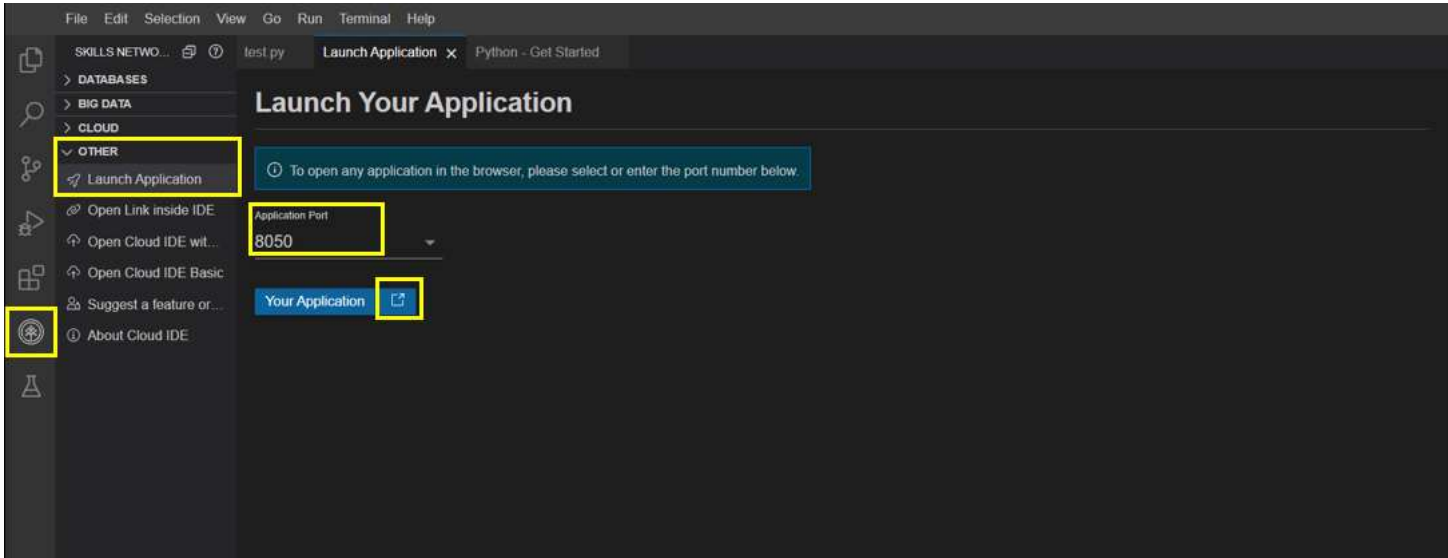 File Edit Selection View Go Run Terminal Help
SKILLS NETWO...
test.py
Launch Application
Python - Get Started
DATABASES
BIG DATA
CLOUD
OTHER
Launch Application
Open Link inside IDE
Open Cloud IDE wit...
Open Cloud IDE Basic
Suggest a feature or...
About Cloud IDE
Launch Your Application
To open any application in the browser, please select or enter the port number below.
Application Port
8050
Your Application